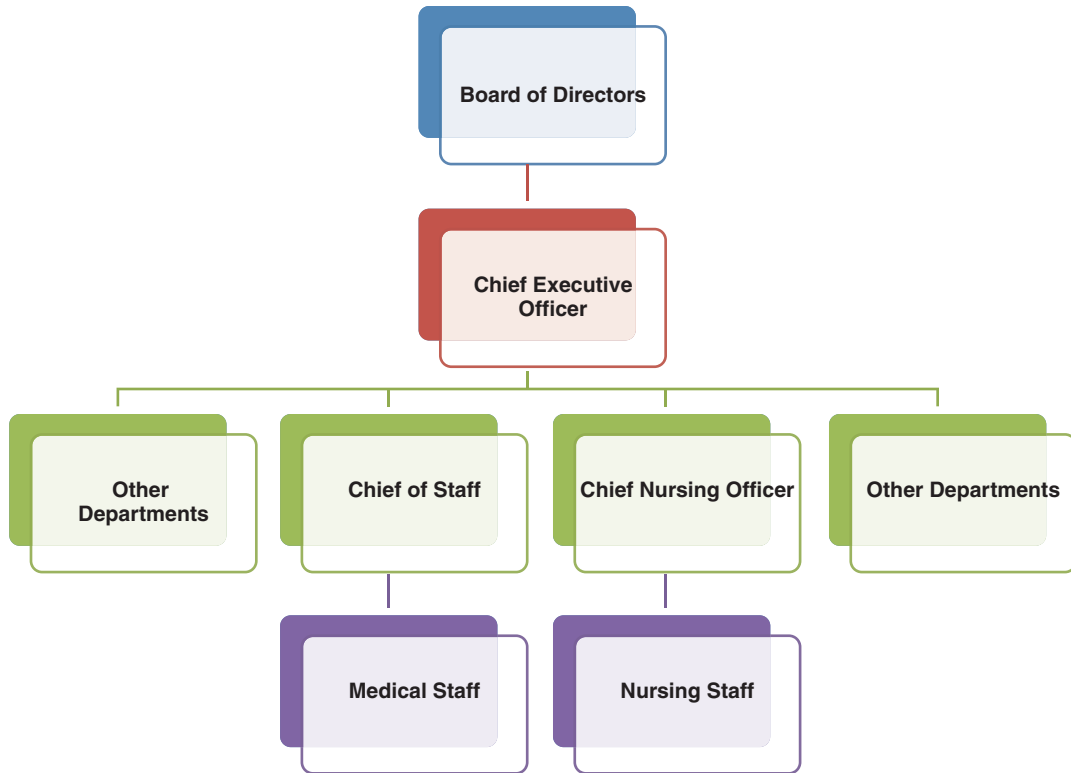 Board of Directors
Chief Executive
Officer
Other
Departments
Chief of Staff
Chief Nursing Officer
Other Departments
Medical Staff
Nursing Staff